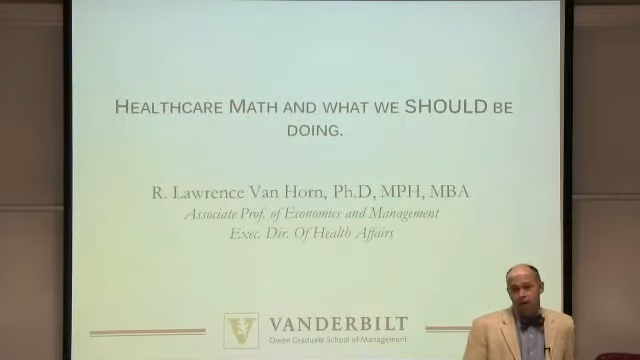 HEALTHCARE MATH AND WHAT WE SHOULD BE
DOING.
R. Lawrence Van Horn, Ph.D, MPH, MBA
Associate Prof. of Economics and Management
Exec. Dir. Of Health Affairs
V
VANDERBILT
Owen Graduate School of Management